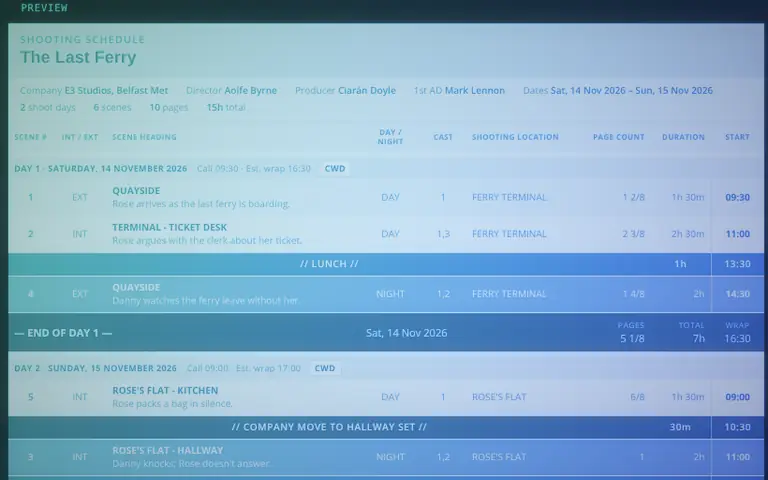 PREVIEW
SHOOTING SCHEDULE
The Last Ferry
Company E3 Studios, Belfast Met Director Aoife Byrne Producer Ciarán Doyle 1st AD Mark Lennon Dates Sat, 14 Nov 2026 – Sun, 15 Nov 2026
2 shoot days 6 scenes 10 pages 15h total
SCENE # INT / EXT SCENE HEADING DAY / NIGHT CAST SHOOTING LOCATION PAGE COUNT DURATION START
DAY 1 · SATURDAY, 14 NOVEMBER 2026 Call 09:30 · Est. wrap 16:30 CWD
1 EXT QUAYSIDE DAY 1 FERRY TERMINAL 1 2/8 1h 30m 09:30
Rose arrives as the last ferry is boarding.
2 INT TERMINAL - TICKET DESK DAY 1,3 FERRY TERMINAL 2 3/8 2h 30m 11:00
Rose argues with the clerk about her ticket.
// LUNCH // 1h 13:30
4 EXT QUAYSIDE NIGHT 1,2 FERRY TERMINAL 1 4/8 2h 14:30
Danny watches the ferry leave without her.
PAGES TOTAL WRAP
— END OF DAY 1 — Sat, 14 Nov 2026 5 1/8 7h 16:30
DAY 2 · SUNDAY, 15 NOVEMBER 2026 Call 09:00 · Est. wrap 17:00 CWD
5 INT ROSE'S FLAT - KITCHEN DAY 1 ROSE'S FLAT 6/8 1h 30m 09:00
Rose packs a bag in silence.
// COMPANY MOVE TO HALLWAY SET // 30m 10:30
3 INT ROSE'S FLAT - HALLWAY NIGHT 1,2 ROSE'S FLAT 1 2h 11:00
Danny knocks; Rose doesn't answer.